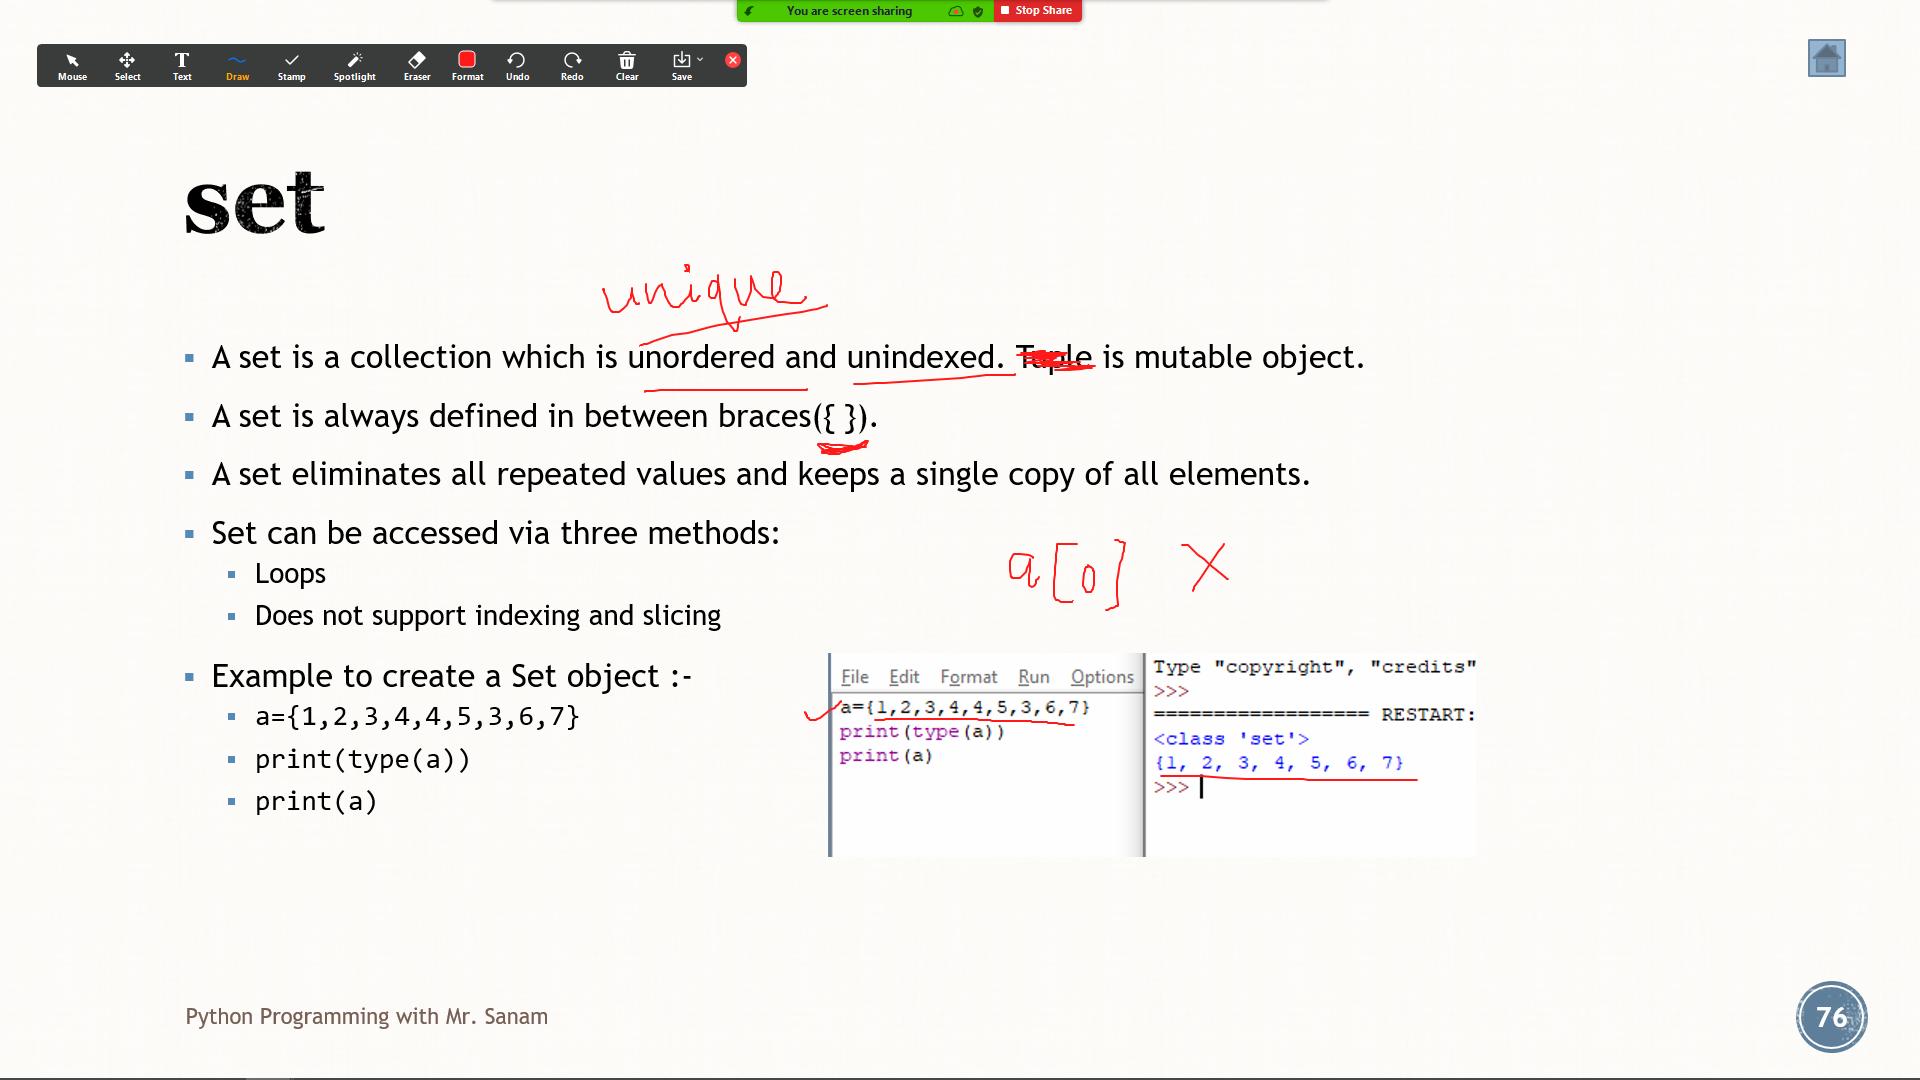 You are screen sharing
Stop Share
Mouse Select Text Draw Stamp Spotlight Eraser Format Undo Redo Clear Save
set
unique
A set is a collection which is unordered and unindexed. Tuple is mutable object.
A set is always defined in between braces({ }).
A set eliminates all repeated values and keeps a single copy of all elements.
Set can be accessed via three methods:
Loops
a[0] X
Does not support indexing and slicing
Example to create a Set object :-
a={1,2,3,4,4,5,3,6,7}
print(type(a))
print(a)
File Edit Format Run Options
a={1,2,3,4,4,5,3,6,7}
print(type(a))
print(a)
Type "copyright", "credits"
>>>
================== RESTART:
<class 'set'>
{1, 2, 3, 4, 5, 6, 7}
>>>
Python Programming with Mr. Sanam
76